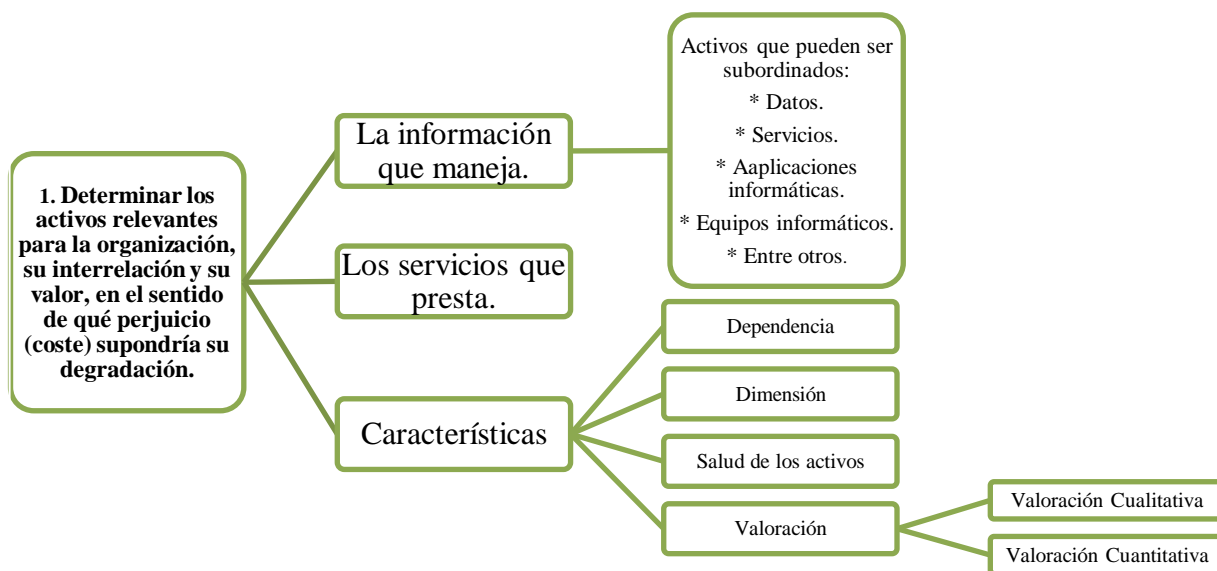 1. Determinar los
activos relevantes
para la organización,
su interrelación y su
valor, en el sentido
de qué perjuicio
(coste) supondría su
degradación.
La información
que maneja.
Activos que pueden ser
subordinados:
* Datos.
* Servicios.
* Aaplicaciones
informáticas.
* Equipos informáticos.
* Entre otros.
Los servicios que
presta.
Características
Dependencia
Dimensión
Salud de los activos
Valoración
Valoración Cualitativa
Valoración Cuantitativa